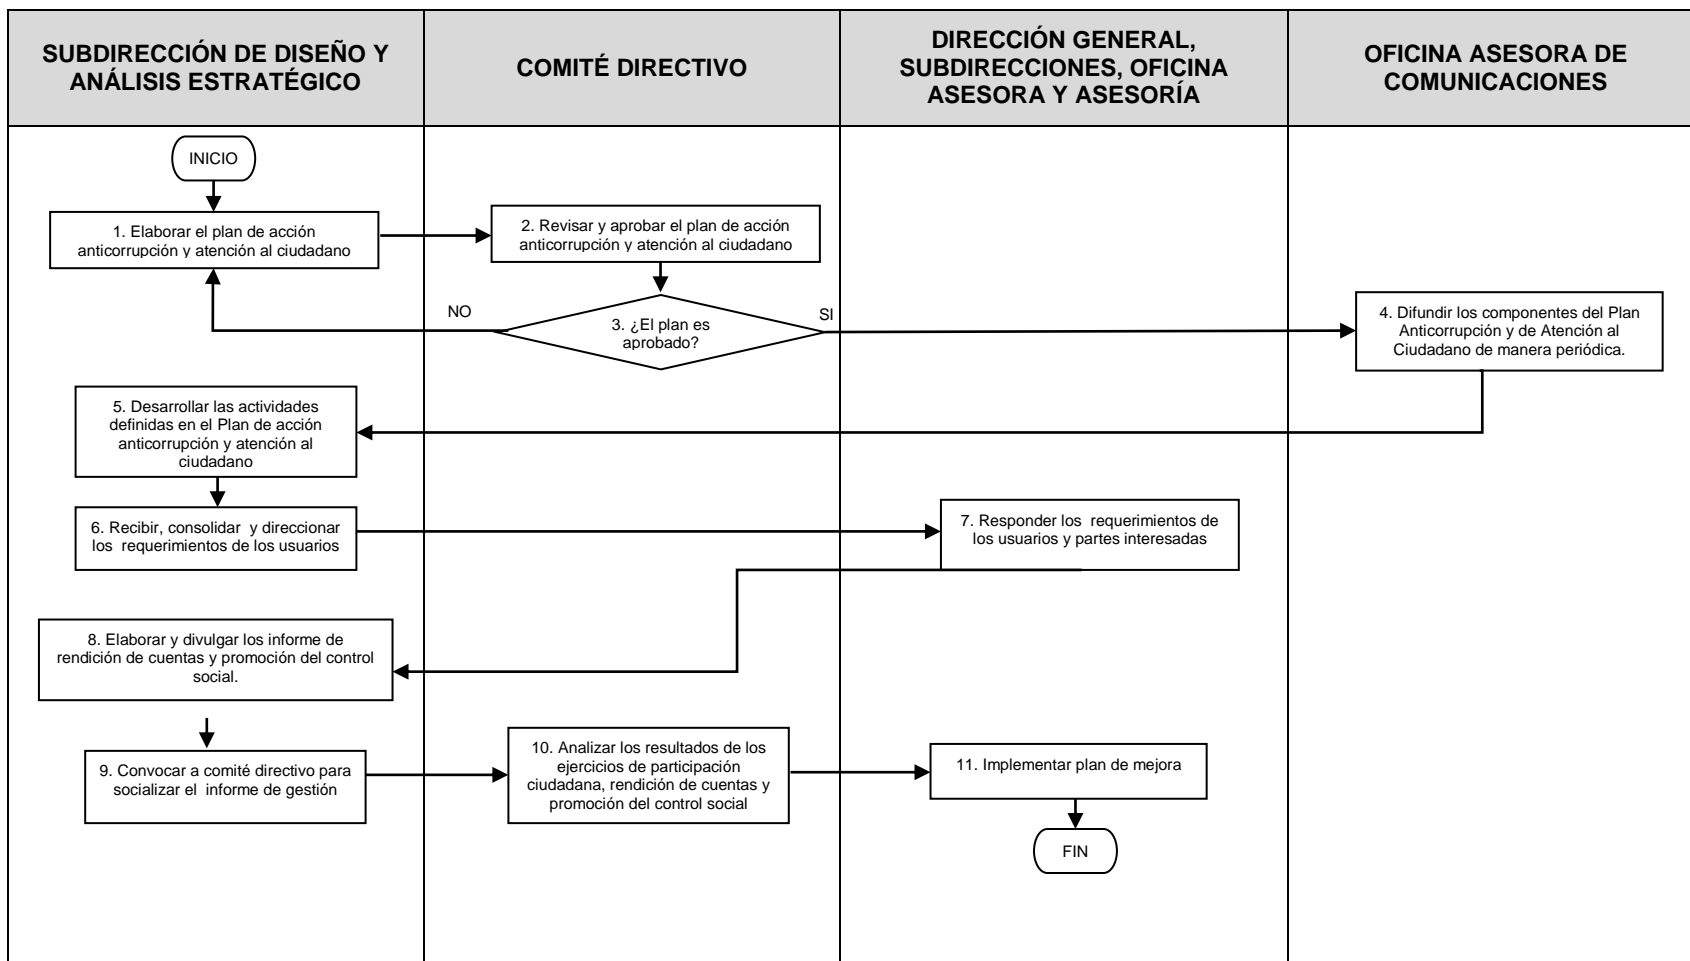 SUBDIRECCIÓN DE DISEÑO Y
ANÁLISIS ESTRATÉGICO
COMITÉ DIRECTIVO
DIRECCIÓN GENERAL,
SUBDIRECCIONES, OFICINA
ASESORA Y ASESORÍA
OFICINA ASESORA DE
COMUNICACIONES
INICIO
1. Elaborar el plan de acción
anticorrupción y atención al ciudadano
2. Revisar y aprobar el plan de acción
anticorrupción y atención al ciudadano
NO
3. ¿El plan es
aprobado?
SI
4. Difundir los componentes del Plan
Anticorrupción y de Atención al
Ciudadano de manera periódica.
5. Desarrollar las actividades
definidas en el Plan de acción
anticorrupción y atención al
ciudadano
6. Recibir, consolidar y direccionar
los requerimientos de los usuarios
7. Responder los requerimientos de
los usuarios y partes interesadas
8. Elaborar y divulgar los informe de
rendición de cuentas y promoción del control
social.
9. Convocar a comité directivo para
socializar el informe de gestión
10. Analizar los resultados de los
ejercicios de participación
ciudadana, rendición de cuentas y
promoción del control social
11. Implementar plan de mejora
FIN